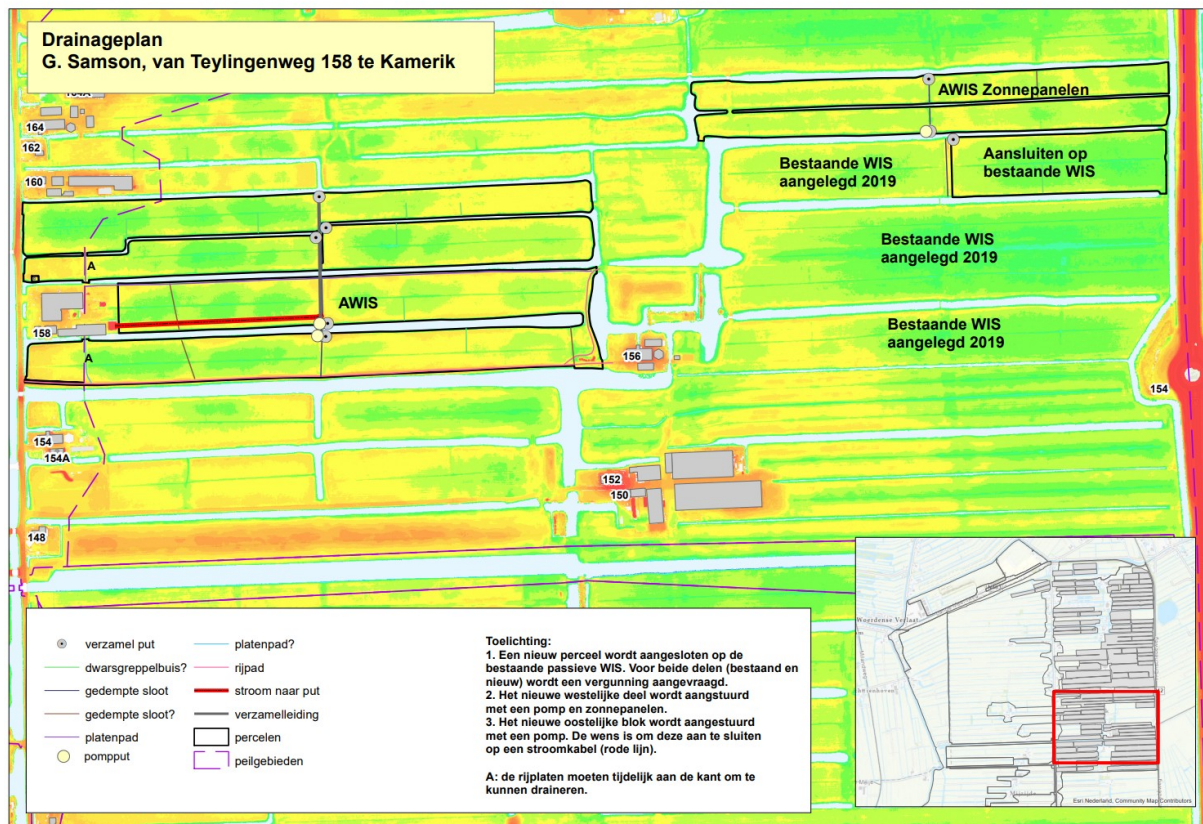 Drainageplan
G. Samson, van Teylingenweg 158 te Kamerik
164
162
160
AWIS Zonnepanelen
Bestaande WIS
aangelegd 2019
Aansluiten op
bestaande WIS
Bestaande WIS
aangelegd 2019
A
AWIS
Bestaande WIS
aangelegd 2019
158
A
156
154
154
154A
152
150
148
verzamel put
dwarsgreppelbuis?
gedempte sloot
gedempte sloot?
platenpad
pompput
platenpad?
rijpad
stroom naar put
verzamelleiding
percelen
peilgebieden
Toelichting:
1. Een nieuw perceel wordt aangesloten op de
bestaande passieve WIS. Voor beide delen (bestaand en
nieuw) wordt een vergunning aangevraagd.
2. Het nieuwe westelijke deel wordt aangstuurd
met een pomp en zonnepanelen.
3. Het nieuwe oostelijke blok wordt aangestuurd
met een pomp. De wens is om deze aan te sluiten
op een stroomkabel (rode lijn).
A: de rijplaten moeten tijdelijk aan de kant om te
kunnen draineren.
Woerdense Verlaat
Esri Nederland, Community Map Contributors